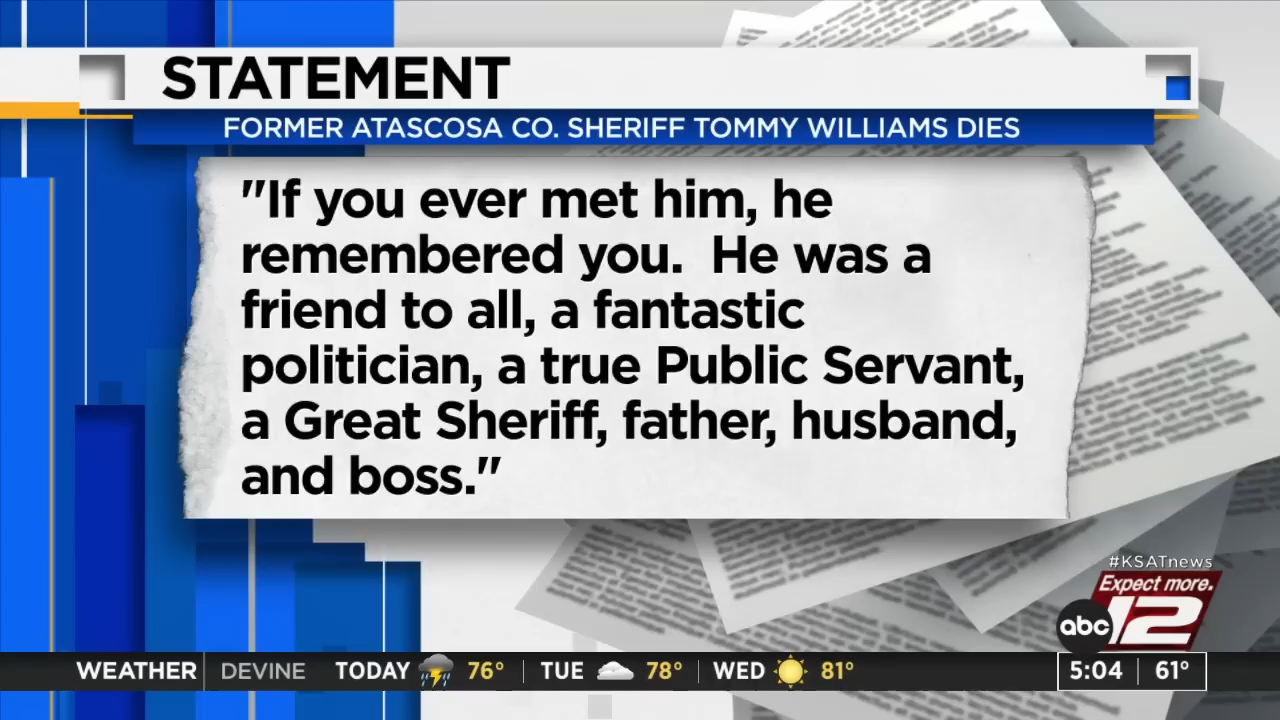 STATEMENT
FORMER ATASCOSA CO. SHERIFF TOMMY WILLIAMS DIES
"If you ever met him, he
remembered you.  He was a
friend to all, a fantastic
politician, a true Public Servant,
a Great Sheriff, father, husband,
and boss."
#KSATnews
Expect more.
abc 12
WEATHER DEVINE TODAY 76° TUE 78° WED 81° 5:04 61°